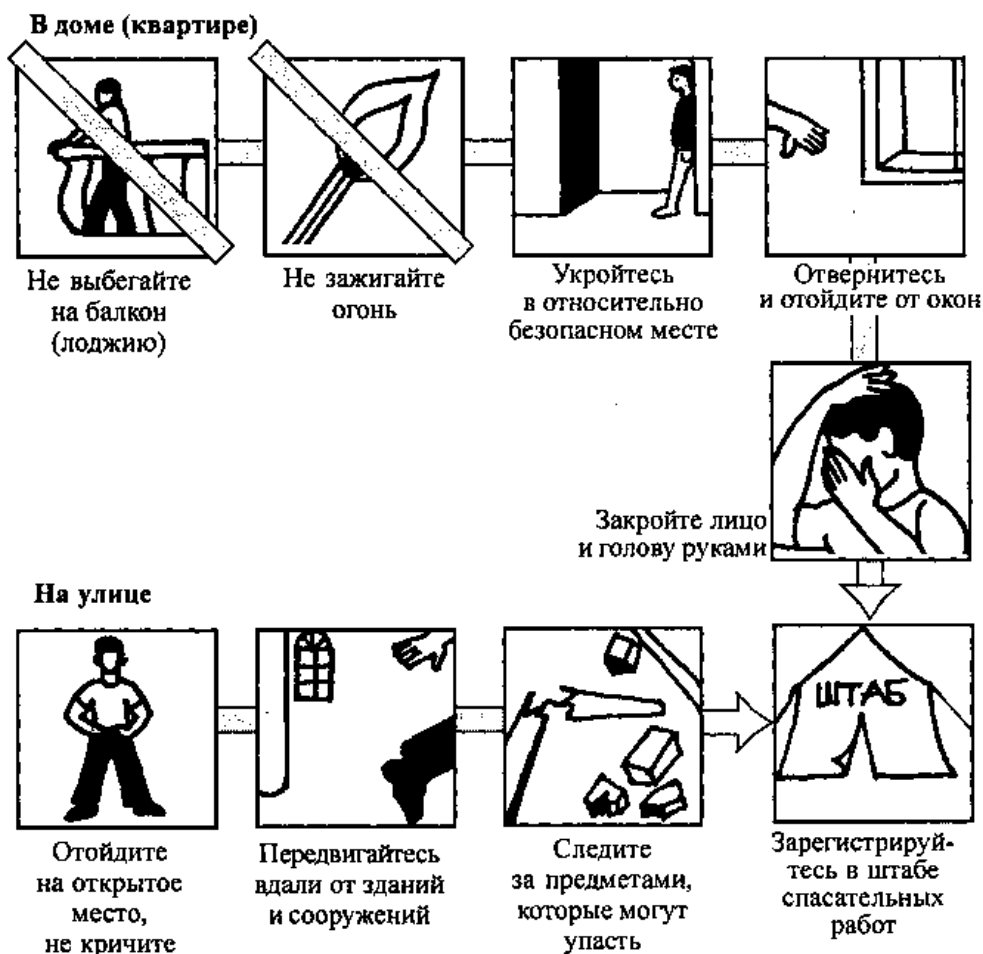 В доме (квартире)
Не выбегайте
на балкон
(лоджию)
Не зажигайте
огонь
Укройтесь
в относительно
безопасном месте
Отвернитесь
и отойдите от окон
Закройте лицо
и голову руками
На улице
Отойдите
на открытое
место,
не кричите
Передвигайтесь
вдали от зданий
и сооружений
Следите
за предметами,
которые могут
упасть
ШТАБ
Зарегистрируй-
тесь в штабе
спасательных
работ